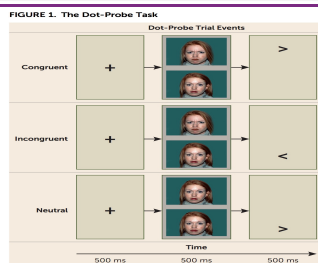 FIGURE 1. The Dot-Probe Task
Dot-Probe Trial Events
Congruent
+
>
Incongruent
+
<
Neutral
+
>
Time
500 ms 500 ms 500 ms